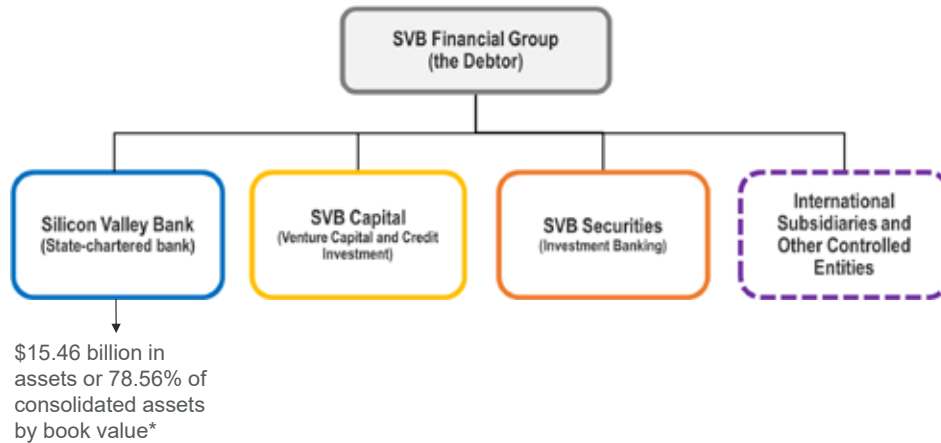 SVB Financial Group
(the Debtor)
Silicon Valley Bank
(State-chartered bank)
SVB Capital
(Venture Capital and Credit
Investment)
SVB Securities
(Investment Banking)
International
Subsidiaries and
Other Controlled
Entities
$15.46 billion in
assets or 78.56% of
consolidated assets
by book value*